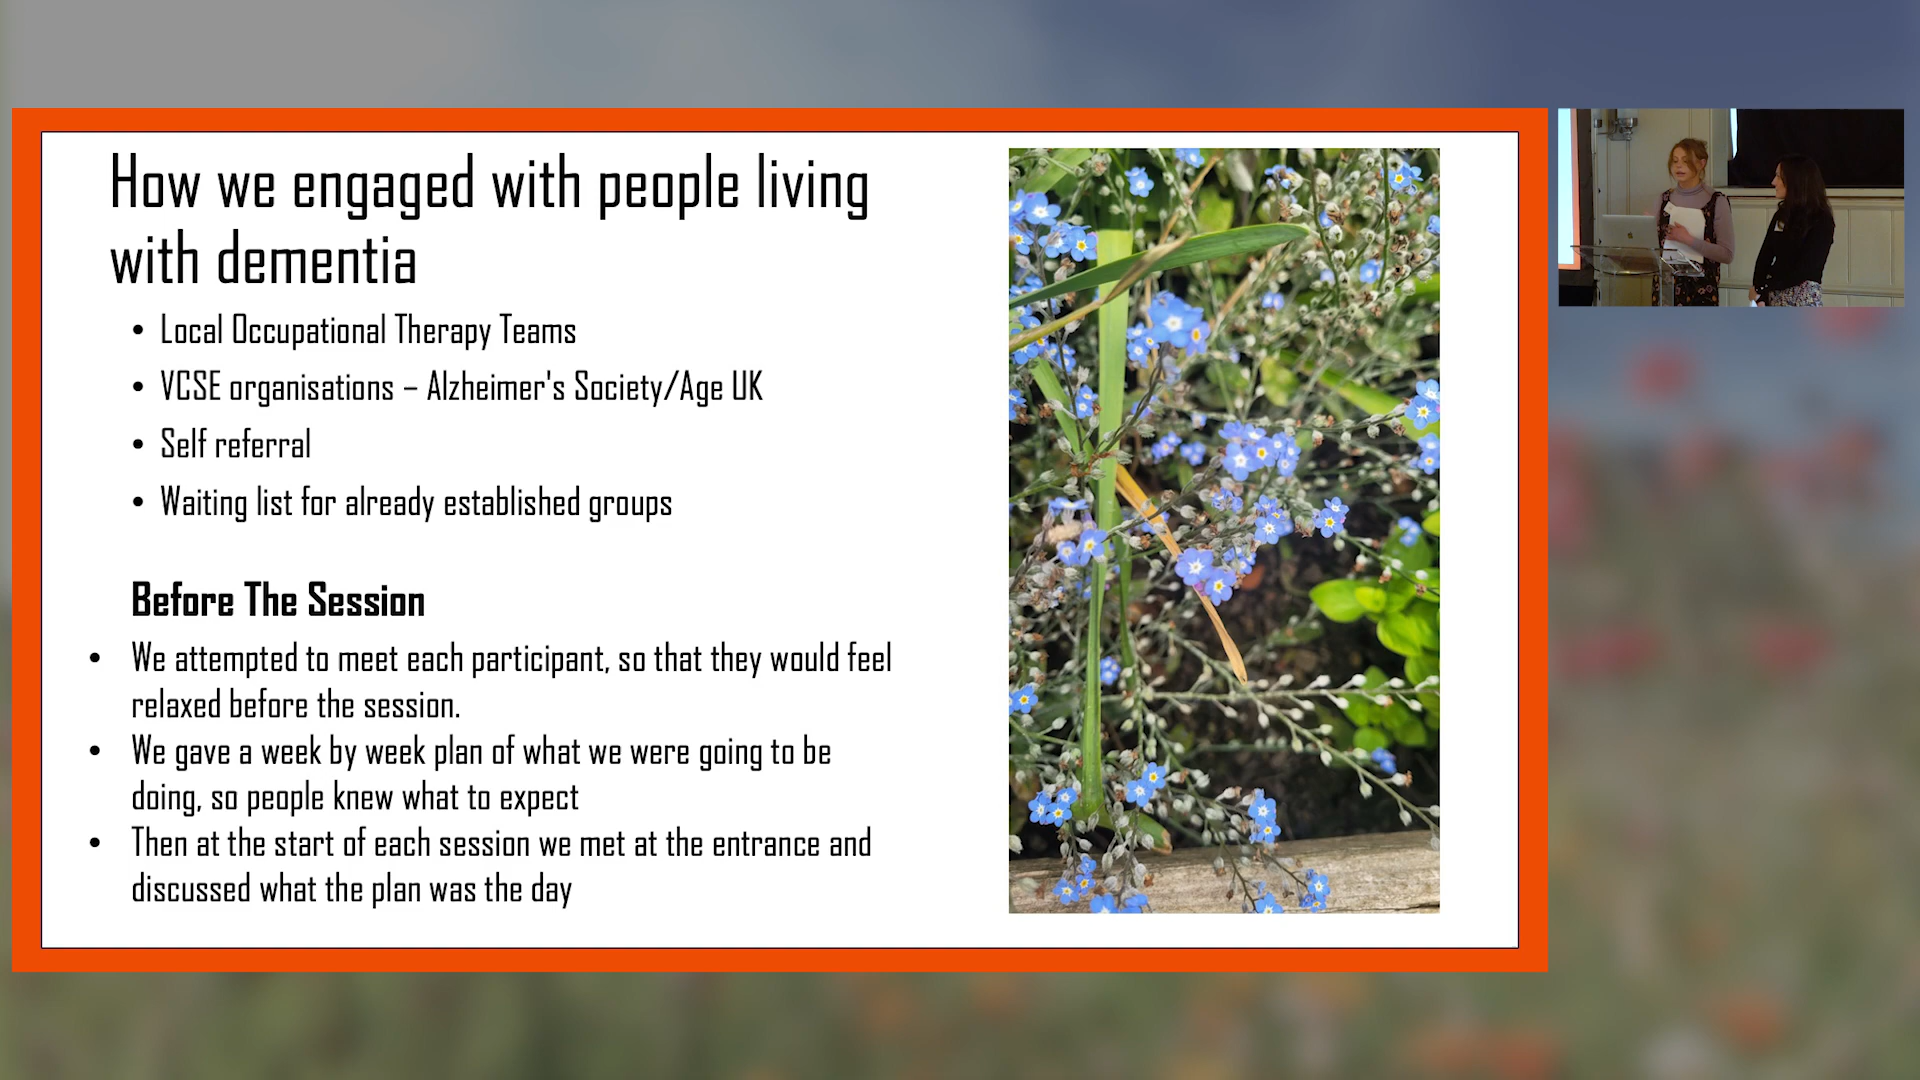 How we engaged with people living
with dementia
• Local Occupational Therapy Teams
• VCSE organisations – Alzheimer's Society/Age UK
• Self referral
• Waiting list for already established groups
Before The Session
• We attempted to meet each participant, so that they would feel
relaxed before the session.
• We gave a week by week plan of what we were going to be
doing, so people knew what to expect
• Then at the start of each session we met at the entrance and
discussed what the plan was the day